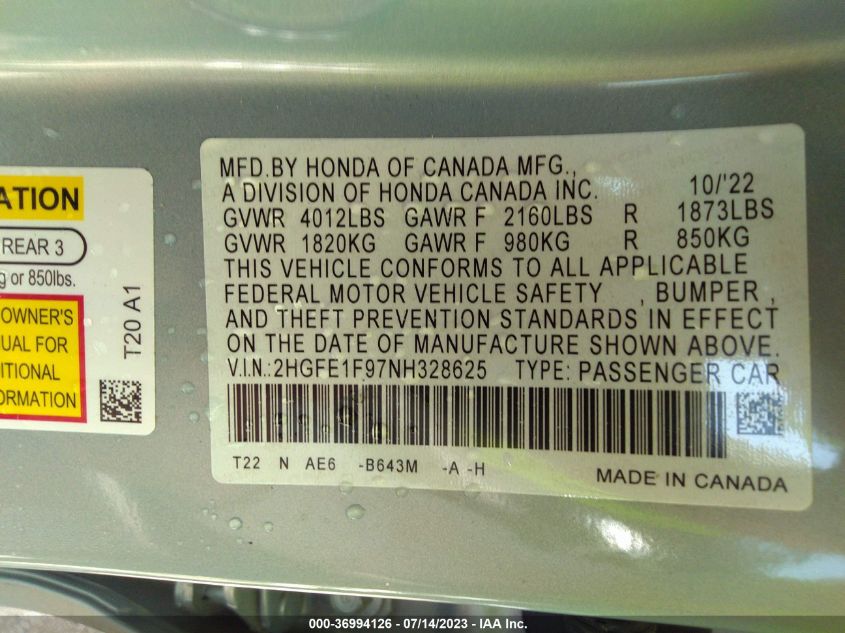 ATION
REAR 3
g or 850lbs.
OWNER'S
UAL FOR
DITIONAL
ORMATION
T20 A1
MFD.BY HONDA OF CANADA MFG.,
A DIVISION OF HONDA CANADA INC. 10/'22
GVWR 4012LBS GAWR F 2160LBS R 1873LBS
GVWR 1820KG GAWR F 980KG R 850KG
THIS VEHICLE CONFORMS TO ALL APPLICABLE
FEDERAL MOTOR VEHICLE SAFETY , BUMPER ,
AND THEFT PREVENTION STANDARDS IN EFFECT
ON THE DATE OF MANUFACTURE SHOWN ABOVE.
V.I.N.: 2HGFE1F97NH328625 TYPE: PASSENGER CAR
T22 N AE6 -B643M -A -H
MADE IN CANADA
000-36994126 - 07/14/2023 - IAA Inc.